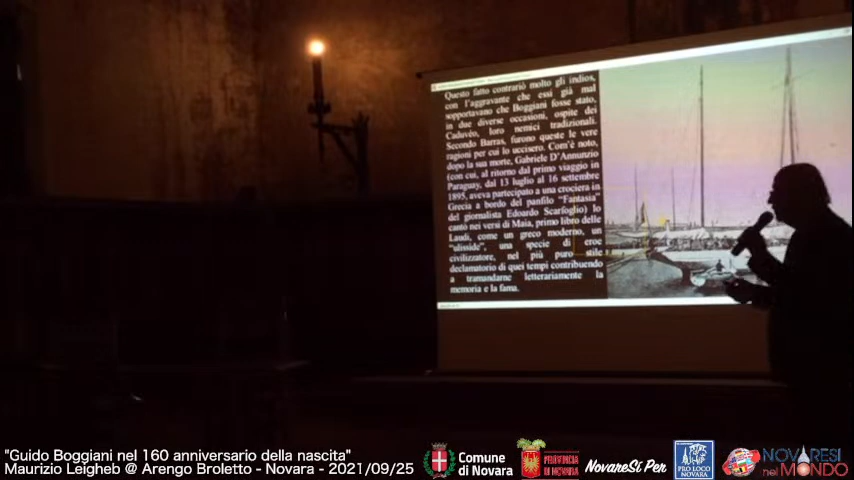 Questo fatto contrariò molto gli indios,
con l'aggravante che essi già mal
sopportavano che Boggiani fosse stato,
in due diverse occasioni, ospite dei
Caduvéo, loro nemici tradizionali.
Secondo Barras, furono queste le vere
ragioni per cui lo uccisero. Com'è noto,
dopo la sua morte, Gabriele D'Annunzio
(con cui, al ritorno dal primo viaggio in
Paraguay, dal 13 luglio al 16 settembre
1895, aveva partecipato a una crociera in
Grecia a bordo del panfilo "Fantasia"
del giornalista Edoardo Scarfoglio) lo
cantò nei versi di Maia, primo libro delle
Laudi, come un greco moderno, un
"ulisside", una specie di eroe
civilizzatore, nel più puro stile
declamatorio di quei tempi contribuendo
a tramandarne letterariamente la
memoria e la fama.
"Guido Boggiani nel 160 anniversario della nascita"
Maurizio Leigheb @ Arengo Broletto - Novara - 2021/09/25
Comune
di Novara
PROVINCIA
DI NOVARA
NovareSi Per
PRO LOCO
NOVARA
NOVARESI
nel MONDO